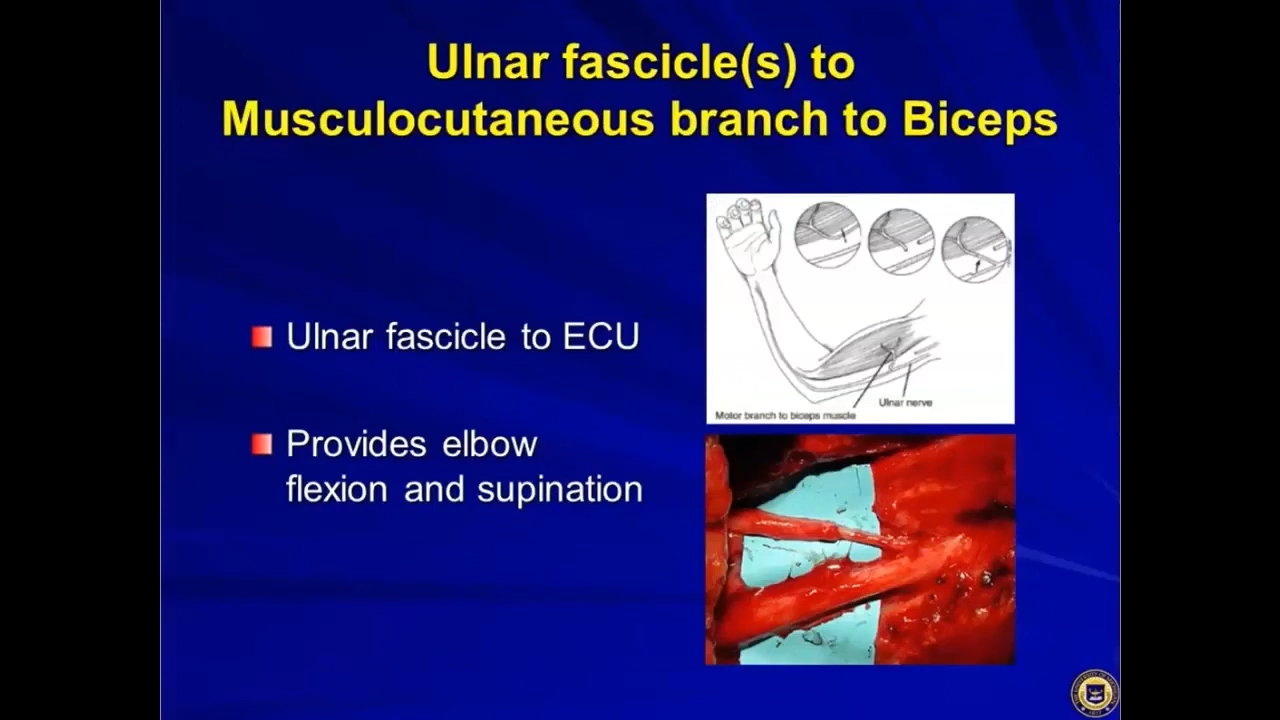 Ulnar fascicle(s) to
Musculocutaneous branch to Biceps
Ulnar fascicle to ECU
Provides elbow
flexion and supination
Ulnar nerve
Motor branch to biceps muscle